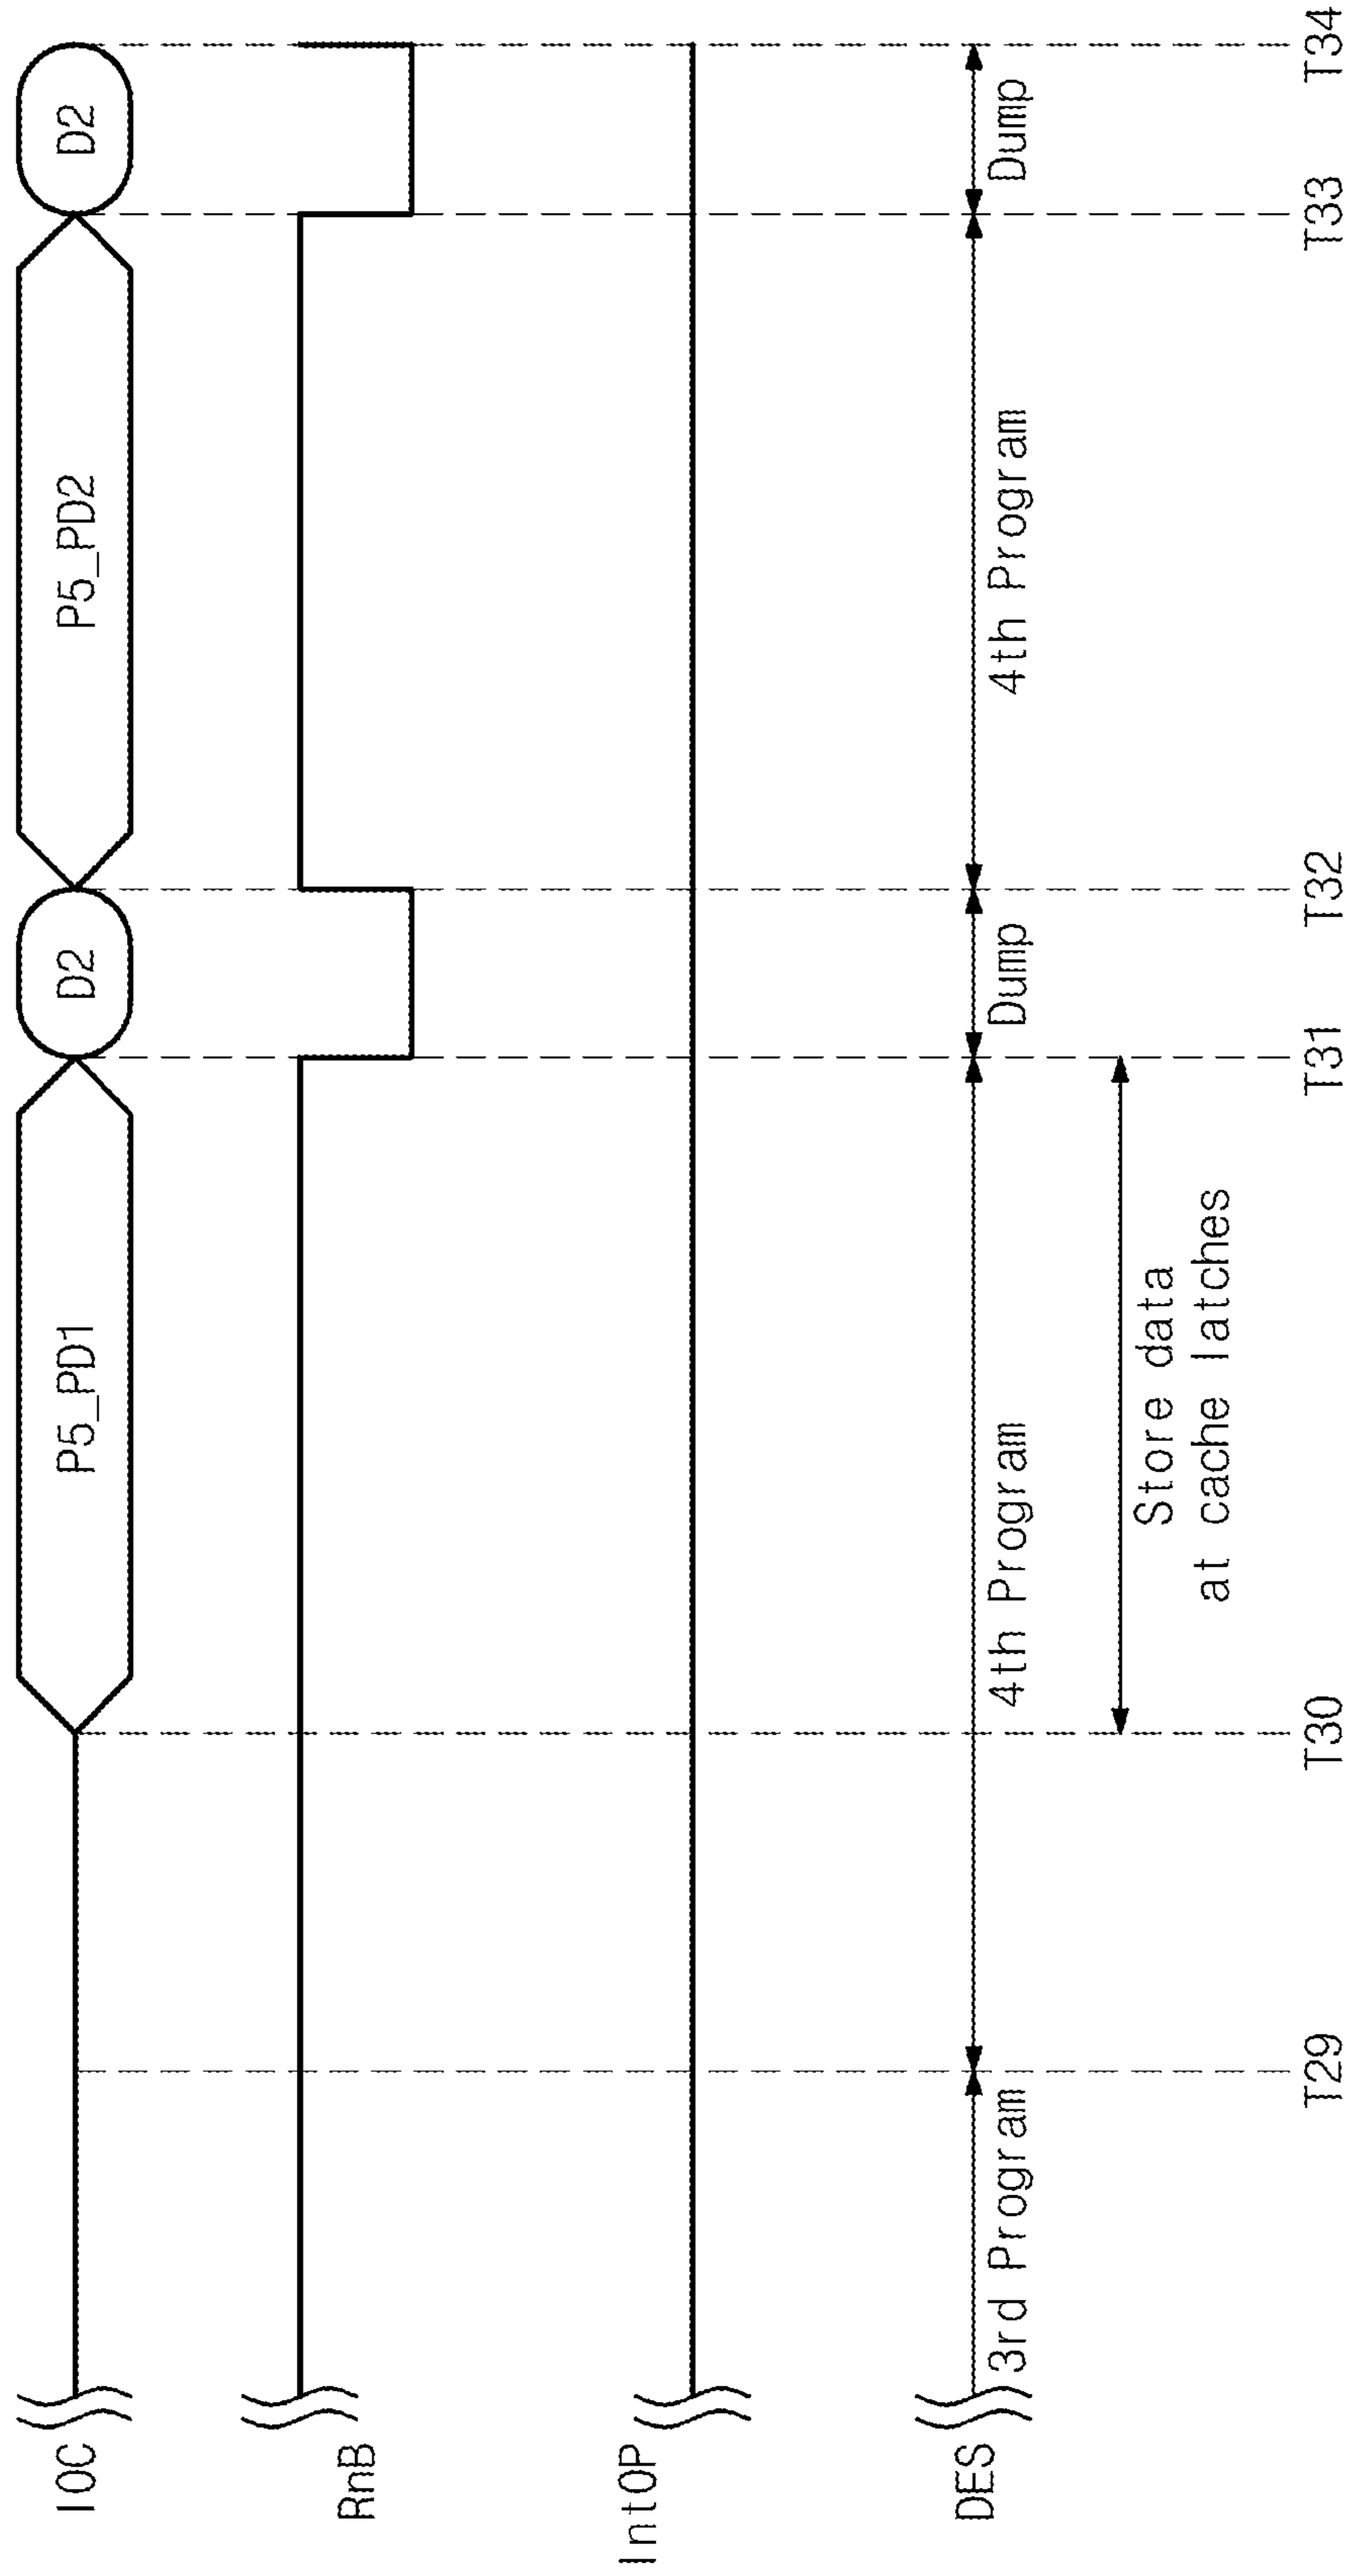 IOC
P5_PD1
D2
P5_PD2
D2
RnB
IntOP
DES
3rd Program
4th Program
Dump
4th Program
Dump
Store data
at cache latches
T29
T30
T31
T32
T33
T34